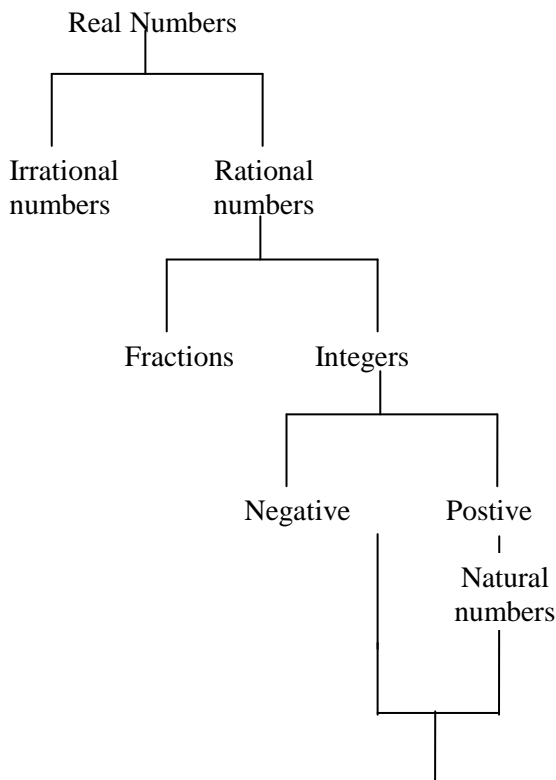 Real Numbers
Irrational
numbers
Rational
numbers
Fractions
Integers
Negative
Postive
Natural
numbers